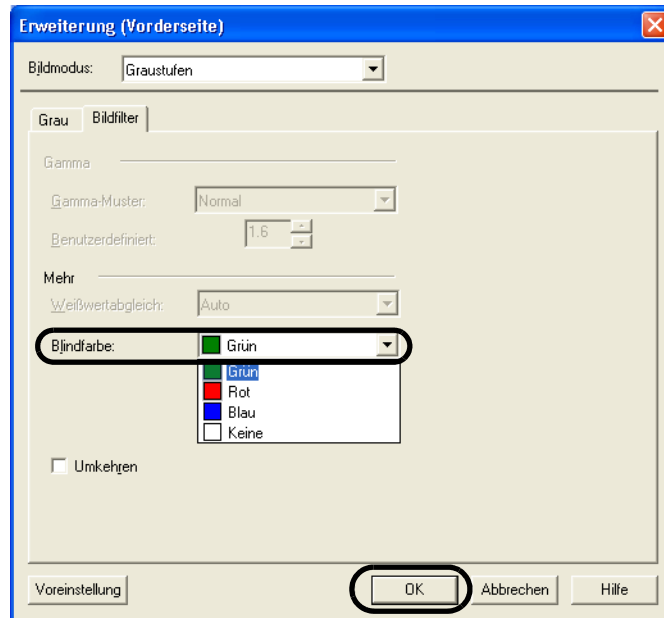 Erweiterung (Vorderseite)
Bildmodus: Graustufen
Grau Bildfilter
Gamma
Gamma-Muster: Normal
Benutzerdefiniert: 1.6
Mehr
Weißwertabgleich: Auto
Blindfarbe: Grün
Grün
Rot
Blau
Keine
Umkehren
Voreinstellung OK Abbrechen Hilfe